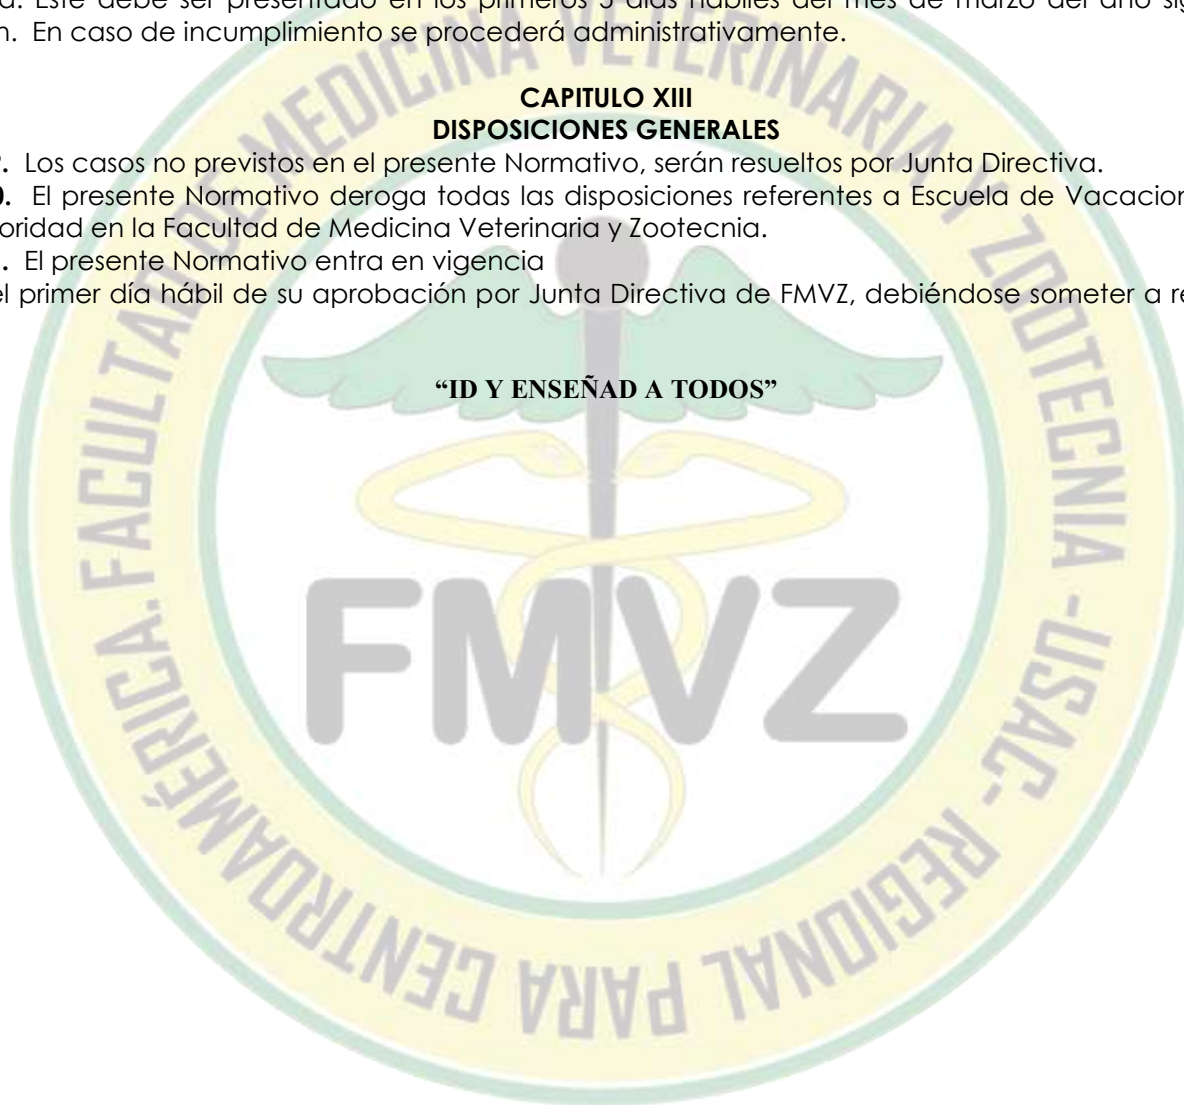 a. Este debe ser presentado en los primeros 5 días hábiles del mes de marzo del año
n. En caso de incumplimiento se procederá administrativamente.
CAPITULO XIII
DISPOSICIONES GENERALES
. Los casos no previstos en el presente Normativo, serán resueltos por Junta Directiva.
0. El presente Normativo deroga todas las disposiciones referentes a Escuela de
oridad en la Facultad de Medicina Veterinaria y Zootecnia.
. El presente Normativo entra en vigencia
el primer día hábil de su aprobación por Junta Directiva de FMVZ, debiéndose someter a
“ID Y ENSEÑAD A TODOS”
FACULTAD DE MEDICINA VETERINARIA Y ZOOTECNIA -USAC- REGIONAL PARA CENTROAMÉRICA.
FMVZ